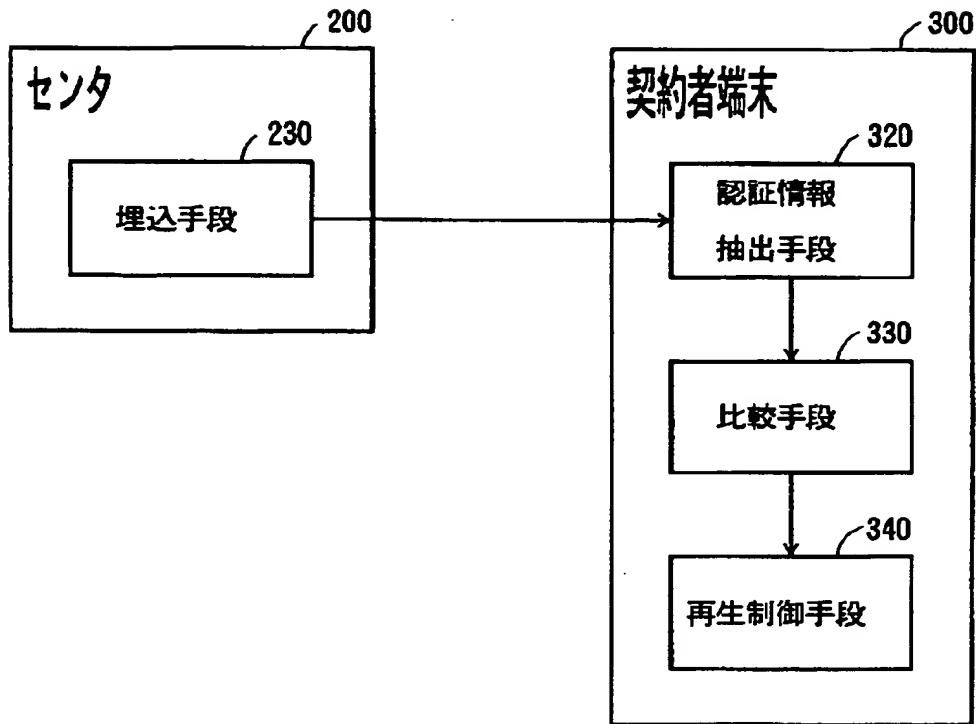 200
センタ
230
埋込手段
300
契約者端末
320
認証情報
抽出手段
330
比較手段
340
再生制御手段